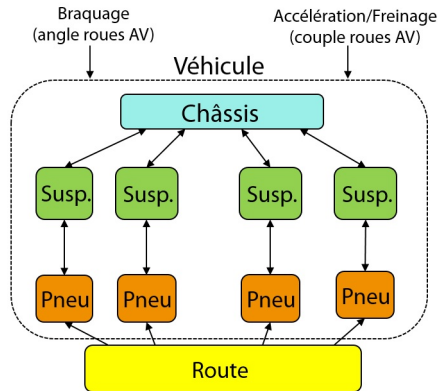 Braquage
(angle roues AV)
Accélération/Freinage
(couple roues AV)
Véhicule
Châssis
Susp.
Susp.
Susp.
Susp.
Pneu
Pneu
Pneu
Pneu
Route